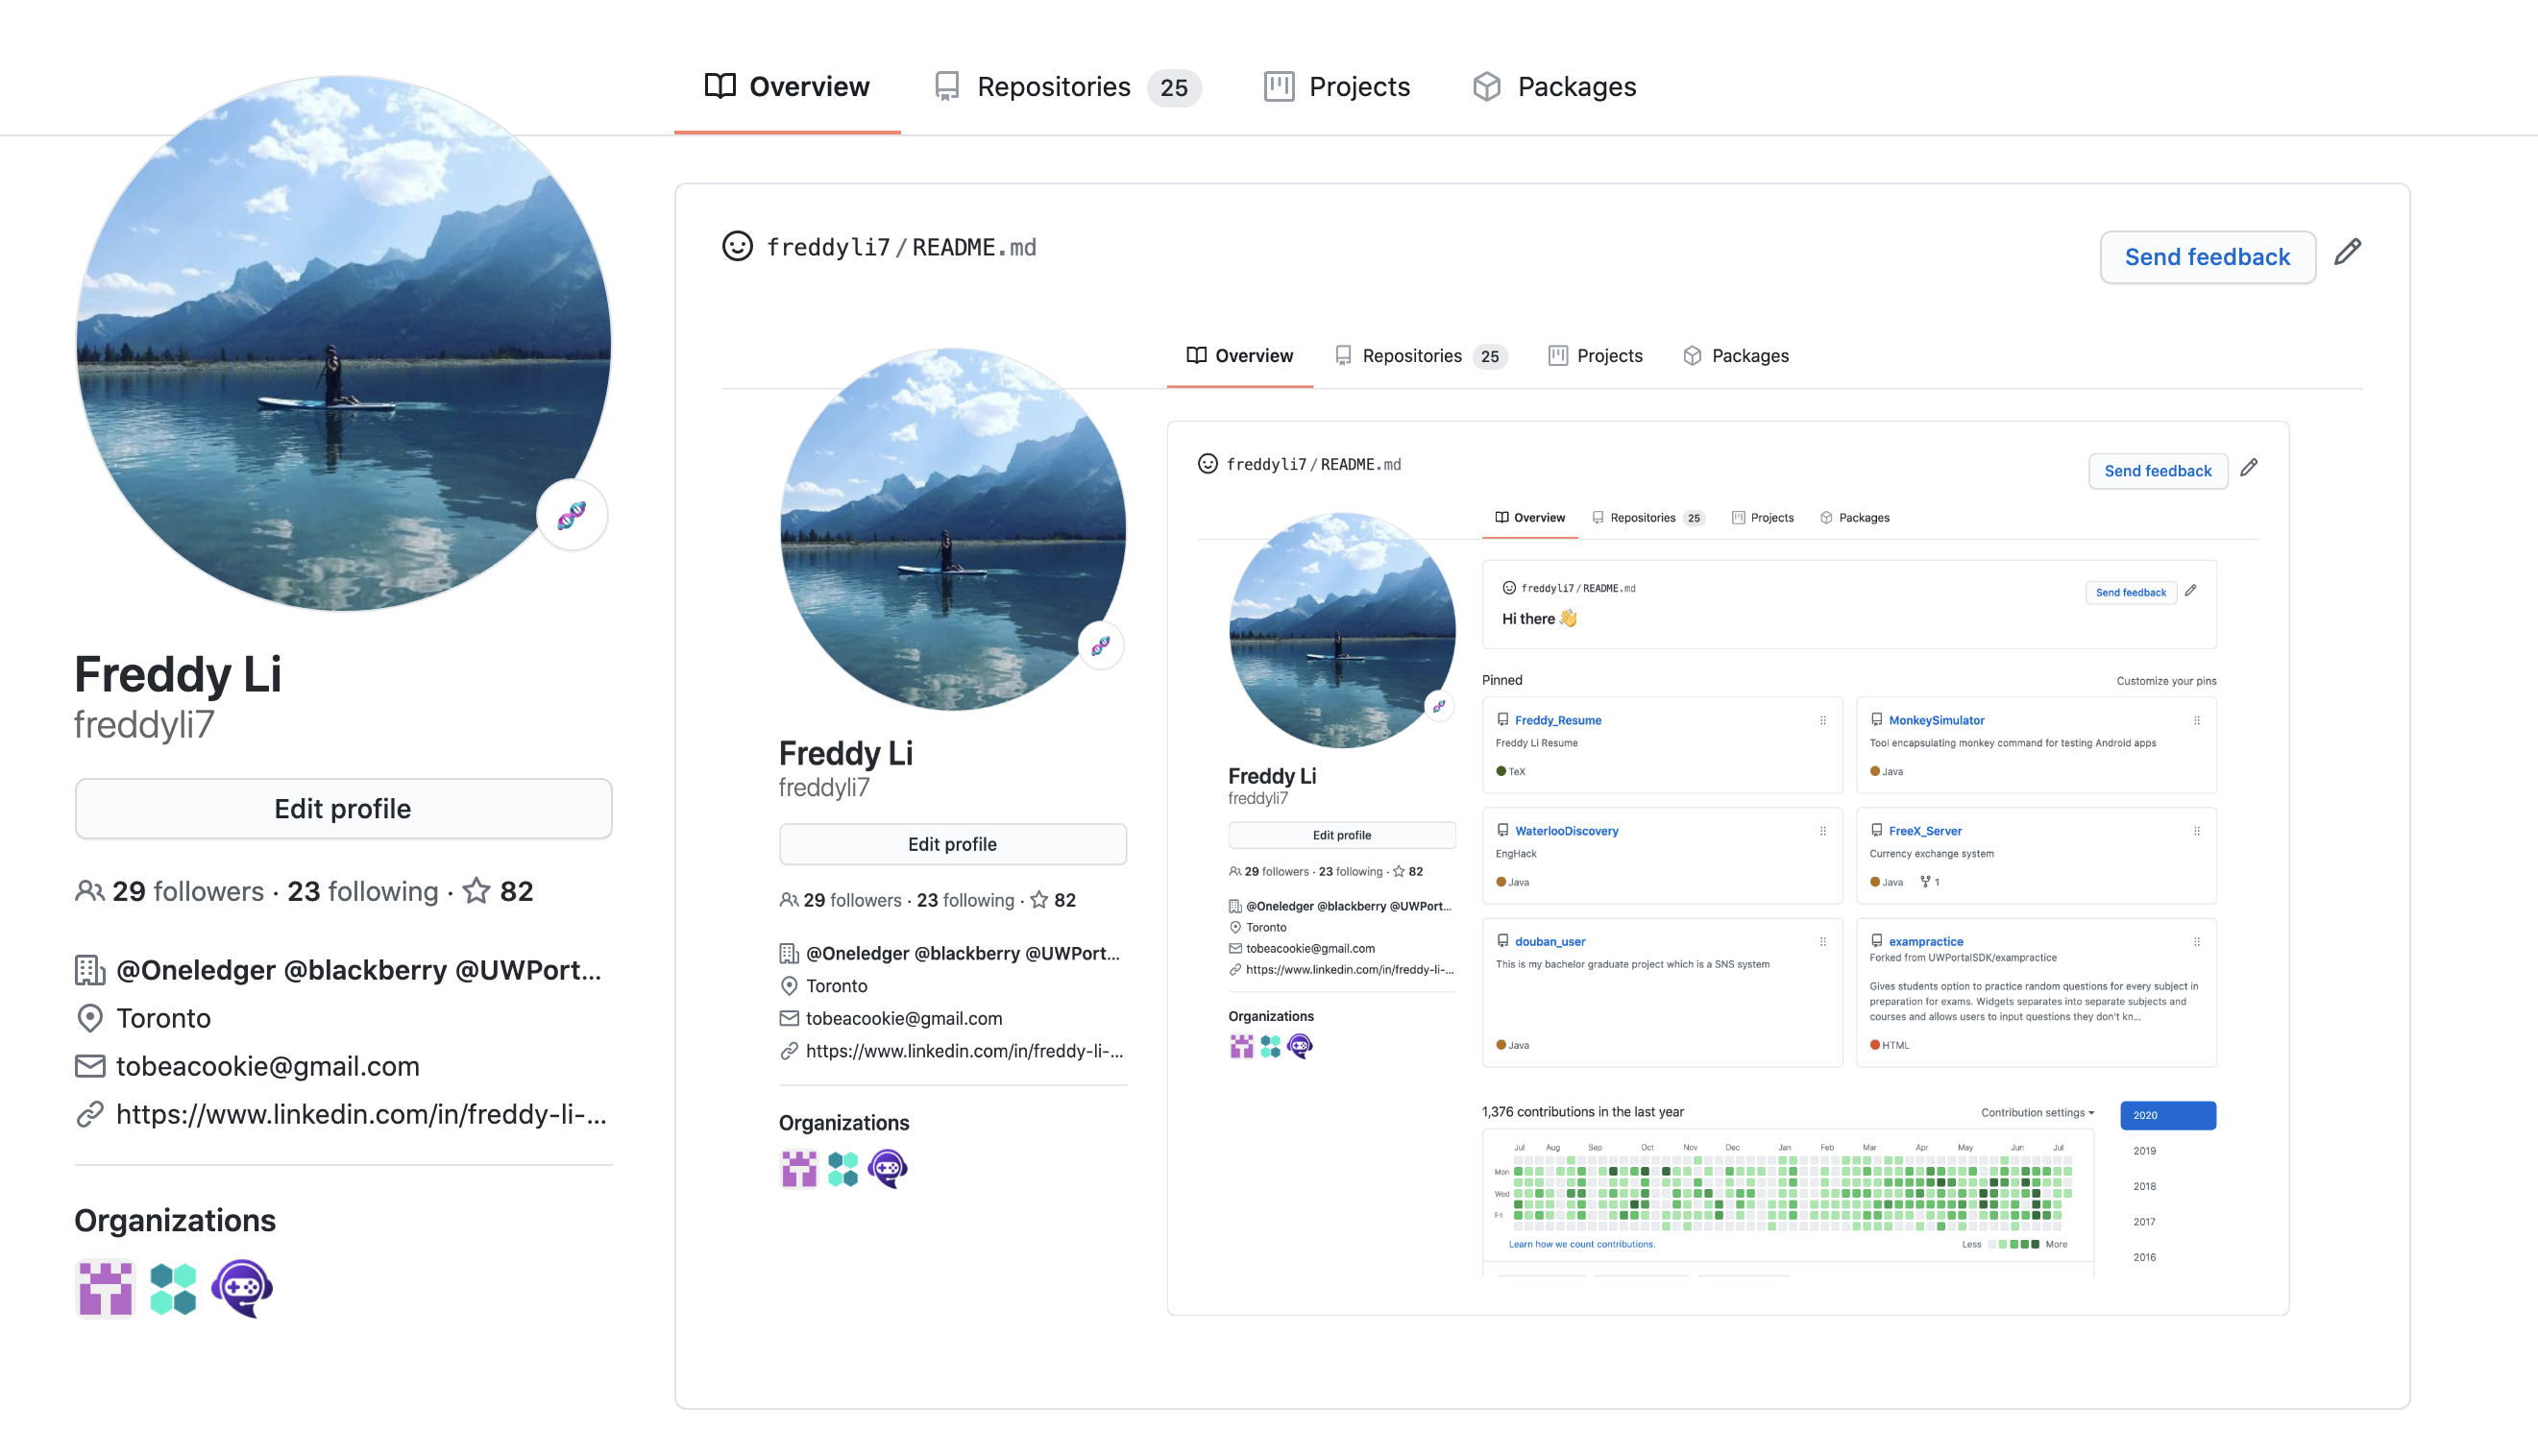 Overview Repositories 25 Projects Packages
Freddy Li
freddyli7
Edit profile
29 followers · 23 following · 82
@Oneledger @blackberry @UWPort...
Toronto
tobeacookie@gmail.com
https://www.linkedin.com/in/freddy-li-...
Organizations
freddyli7/README.md
Send feedback
Overview Repositories 25 Projects Packages
Freddy Li
freddyli7
Edit profile
29 followers · 23 following · 82
@Oneledger @blackberry @UWPort...
Toronto
tobeacookie@gmail.com
https://www.linkedin.com/in/freddy-li-...
Organizations
freddyli7/README.md
Send feedback
Overview Repositories 25 Projects Packages
Freddy Li
freddyli7
Edit profile
29 followers · 23 following · 82
@Oneledger @blackberry @UWPort...
Toronto
tobeacookie@gmail.com
https://www.linkedin.com/in/freddy-li-...
Organizations
freddyli7/README.md
Send feedback
Hi there 👋
Pinned
Customize your pins
Freddy_Resume
Freddy Li Resume
TeX
MonkeySimulator
Tool encapsulating monkey command for testing Android apps
Java
WaterlooDiscovery
EngHack
Java
FreeX_Server
Currency exchange system
Java 1
douban_user
This is my bachelor graduate project which is a SNS system
Java
exampractice
Forked from UWPortalSDK/exampractice
Gives students option to practice random questions for every subject in
preparation for exams. Widgets separates into separate subjects and
courses and allows users to input questions they don't kn...
HTML
1,376 contributions in the last year
Contribution settings
Jul Aug Sep Oct Nov Dec Jan Feb Mar Apr May Jun Jul
Mon
Wed
Fri
Learn how we count contributions.
Less More
2020
2019
2018
2017
2016